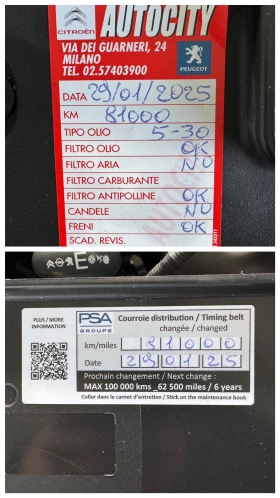 CITROËN
AUTOCITY
VIA DEI GUARNERI, 24
MILANO
TEL. 02.57403900
PEUGEOT
DATA 29/01/2025
KM 81000
TIPO OLIO 5-30
FILTRO OLIO OK
FILTRO ARIA NO
FILTRO CARBURANTE
FILTRO ANTIPOLLINE OK
CANDELE NO
FRENI OK
SCAD. REVIS.
PLUS / MORE
INFORMATION
PSA
GROUPE
Courroie distribution / Timing belt
changée / changed
km/miles 81000
Date 290125
Prochain changement / Next change :
MAX 100 000 kms _62 500 miles / 6 years
Coller dans le carnet d'entretien / Stick on the maintenance book